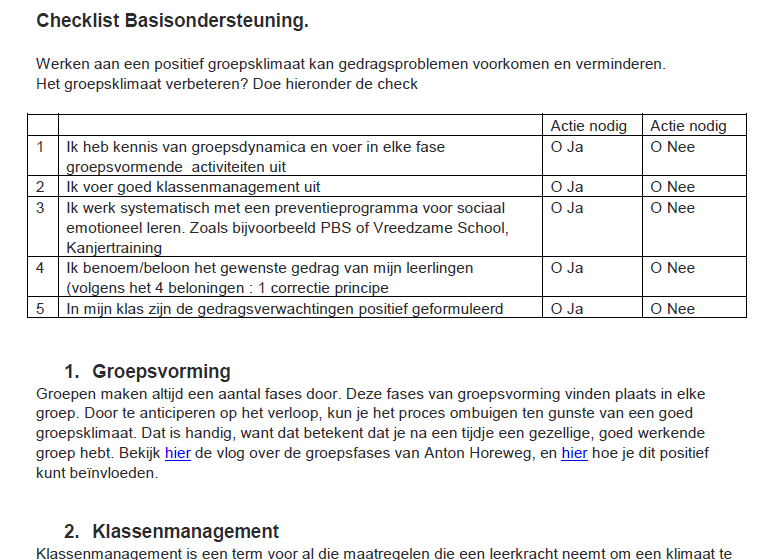 Checklist Basisondersteuning.
Werken aan een positief groepsklimaat kan gedragsproblemen voorkomen en verminderen.
Het groepsklimaat verbeteren? Doe hieronder de check
Actie nodig Actie nodig
1 Ik heb kennis van groepsdynamica en voer in elke fase O Ja O Nee
groepsvormende  activiteiten uit
2 Ik voer goed klassenmanagement uit O Ja O Nee
3 Ik werk systematisch met een preventieprogramma voor sociaal O Ja O Nee
emotioneel leren. Zoals bijvoorbeeld PBS of Vreedzame School,
Kanjertraining
4 Ik benoem/beloon het gewenste gedrag van mijn leerlingen O Ja O Nee
(volgens het 4 beloningen : 1 correctie principe
5 In mijn klas zijn de gedragsverwachtingen positief geformuleerd O Ja O Nee
1. Groepsvorming
Groepen maken altijd een aantal fases door. Deze fases van groepsvorming vinden plaats in elke
groep. Door te anticiperen op het verloop, kun je het proces ombuigen ten gunste van een goed
groepsklimaat. Dat is handig, want dat betekent dat je na een tijdje een gezellige, goed werkende
groep hebt. Bekijk hier de vlog over de groepsfases van Anton Horeweg, en hier hoe je dit positief
kunt beïnvloeden.
2. Klassenmanagement
Klassenmanagement is een term voor al die maatregelen die een leerkracht neemt om een klimaat te